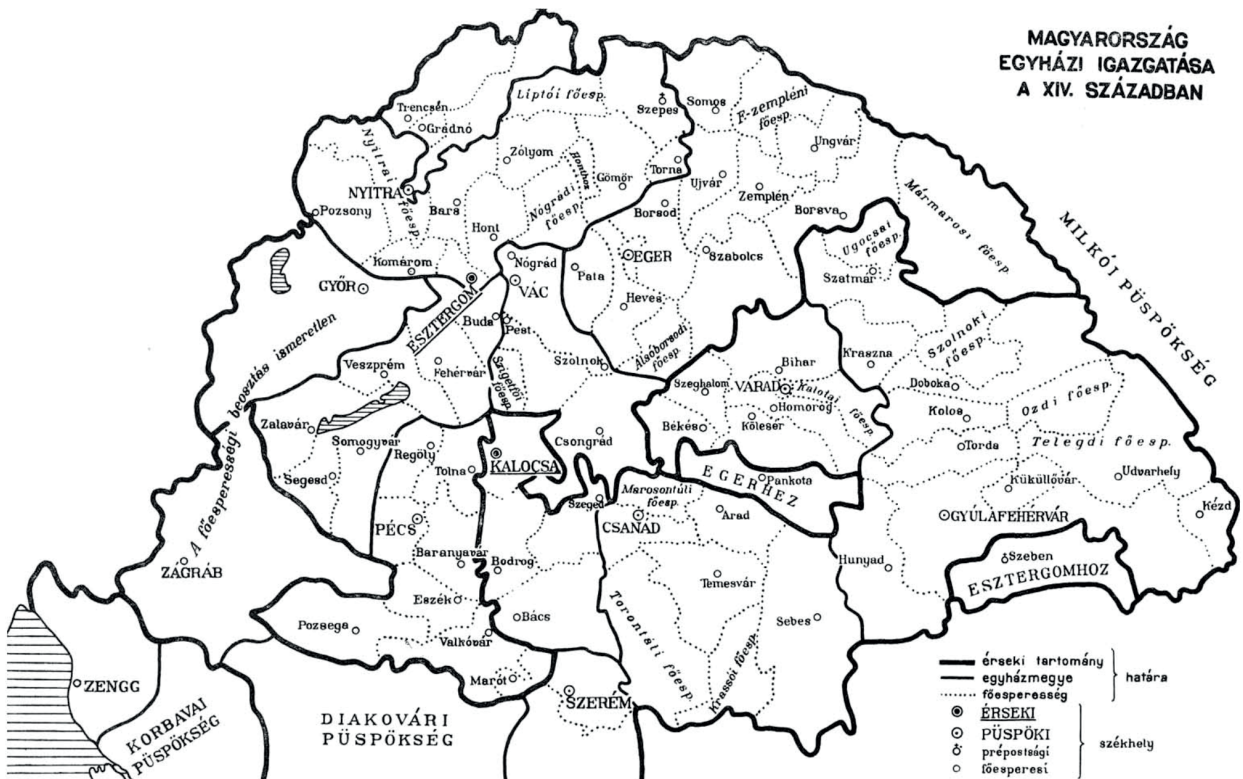 MAGYARORSZÁG
EGYHÁZI IGAZGATÁSA
A XIV. SZÁZADBAN
Liptói főesp.
Szepes
Somos
F-zempléni
főesp.
Trencsén
Gradnó
Ungvár
Nyitrai főesp.
Zólyom
Honthoz
Torna
Gömör
Ujvár
NYITRA
Zemplén
Mármarosi főesp.
MILKÓI PÜSPÖKSÉG
Pozsony
Bars
Nógrádi
főesp.
Borsod
Borsva
Hont
Ugocsai
főesp.
Komárom
Nógrád
Pata
EGER
Szabolcs
Szatmár
GYŐR
ESZTERGOM
VÁC
Heves
Buda
Pest
Alsóborsodi
főesp.
Szolnoki
főesp.
Szigetfői
főesp.
Szolnok
Kraszna
Veszprém
Fehérvár
Bihar
Szeghalom
VÁRAD
Kalotai főesp.
Doboka
Ozdi főesp.
A főesperességi beosztás ismeretlen
Homorog
Kolos
Zalavár
Békés
Köleser
Telegdi főesp.
Somogyvár
Regöly
Csongrád
Torda
Tolna
KALOCSA
EGERHEZ
Pankota
Udvarhely
Segesd
Küküllővár
Szeged
Marosontúli
főesp.
Arad
Kézd
PÉCS
CSANÁD
GYULAFEHÉRVÁR
Baranyavár
Bodrog
Hunyad
Szeben
ZÁGRÁB
Temesvár
ESZTERGOMHOZ
Eszék
Torontáli főesp.
Krassói főesp.
Pozsega
Bács
Sebes
Valkóvár
Marót
SZERÉM
ZENGG
KORBAVAI
PÜSPÖKSÉG
DIAKOVÁRI
PÜSPÖKSÉG
érseki tartomány
egyházmegye
főesperesség
határa
ÉRSEKI
PÜSPÖKI
prépostsági
főesperesi
székhely